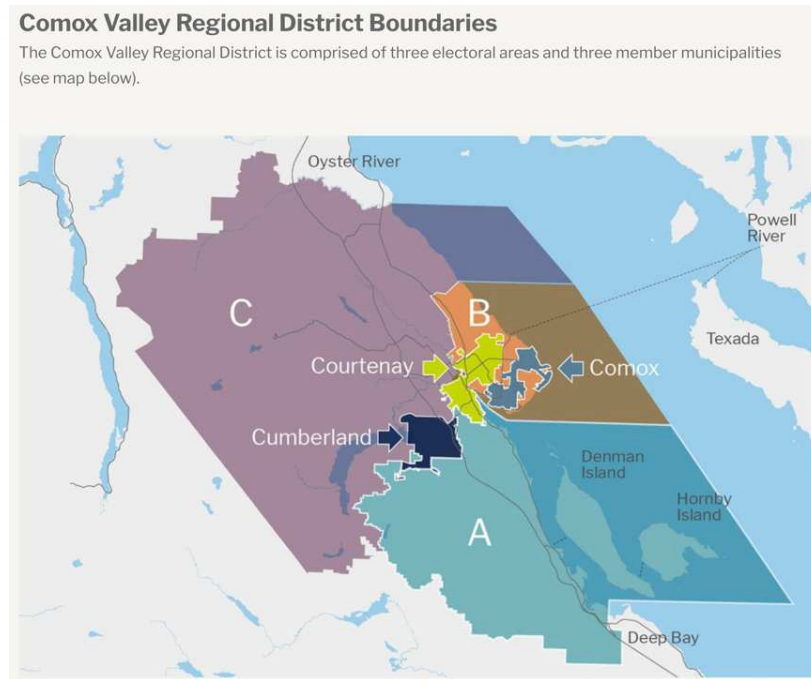 Comox Valley Regional District Boundaries
The Comox Valley Regional District is comprised of three electoral areas and three member municipalities
(see map below).
Oyster River
Powell
River
C
B
Texada
Courtenay
Comox
Cumberland
Denman
Island
Hornby
Island
A
Deep Bay